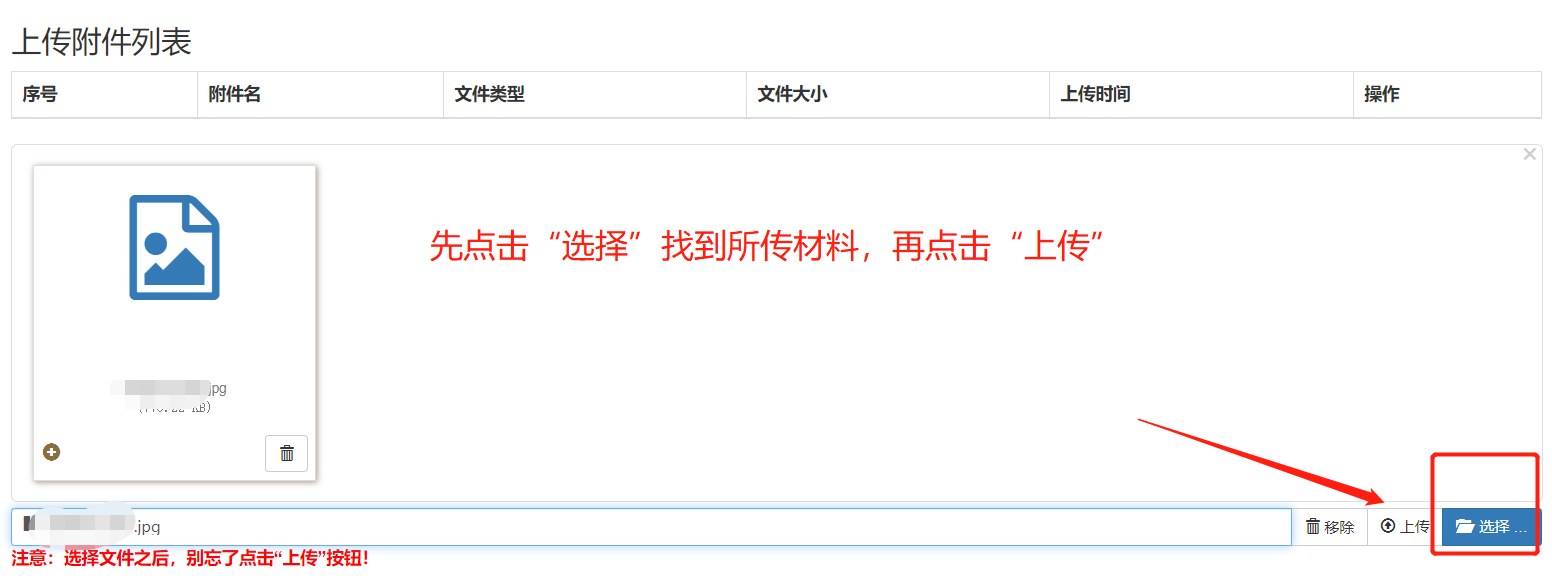 上传附件列表
序号 附件名 文件类型 文件大小 上传时间 操作
先点击“选择”找到所传材料，再点击“上传”
.jpg
KB)
.jpg
移除 上传 选择 ...
注意：选择文件之后，别忘了点击“上传”按钮！